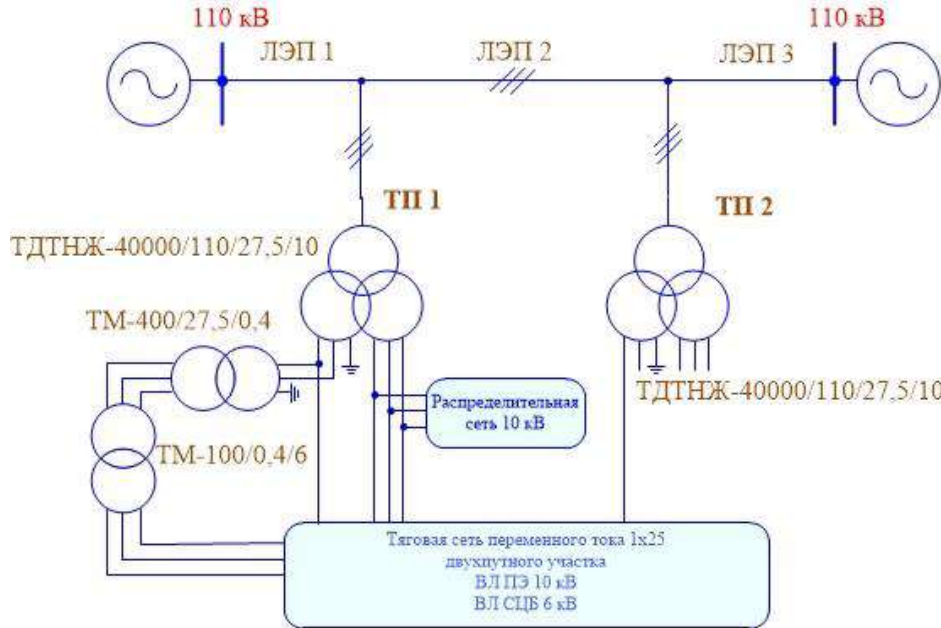 110 кВ
110 кВ
ЛЭП 1
ЛЭП 2
ЛЭП 3
ТП 1
ТП 2
ТДТНЖ-40000/110/27,5/10
ТМ-400/27,5/0,4
ТДТНЖ-40000/110/27,5/10
Распределительная
сеть 10 кВ
ТМ-100/0,4/6
Тяговая сеть переменного тока 1х25
двухпутного участка
ВЛ ПЭ 10 кВ
ВЛ СЦБ 6 кВ